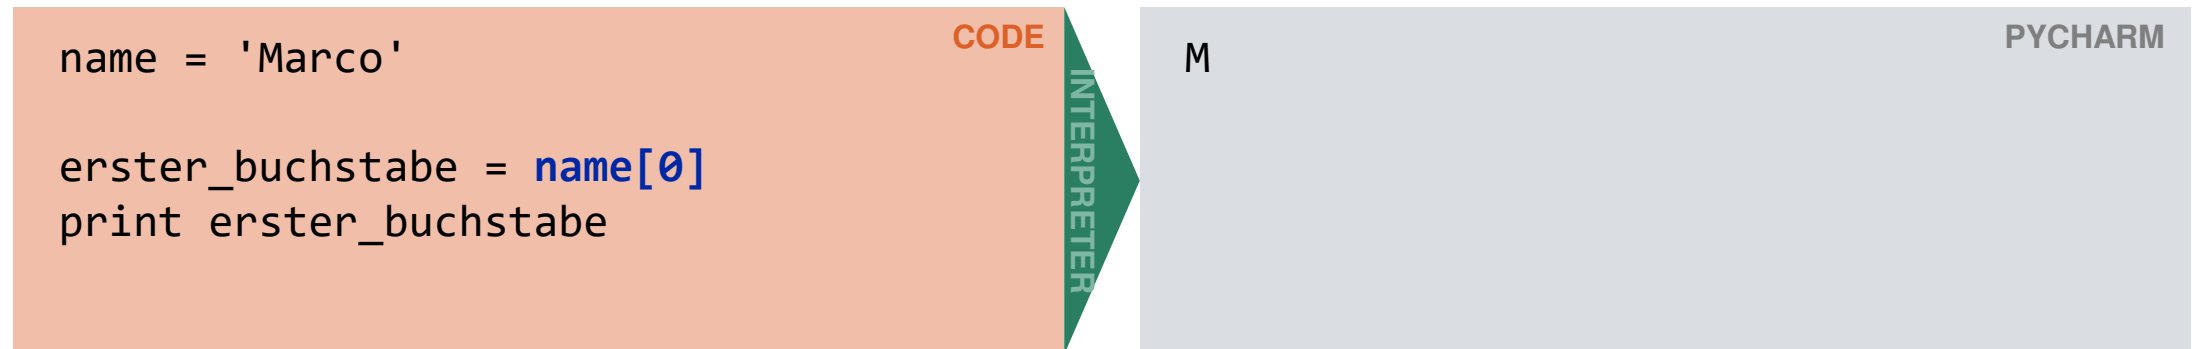 CODE
name = 'Marco'
erster_buchstabe = name[0]
print erster_buchstabe
INTERPRETER
PYCHARM
M